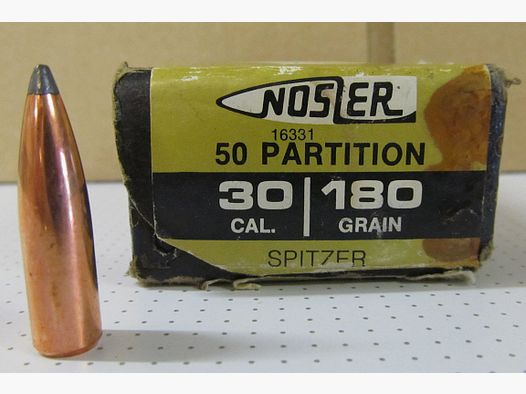 NOSLER
16331
50 PARTITION
30 | 180
CAL. GRAIN
SPITZER